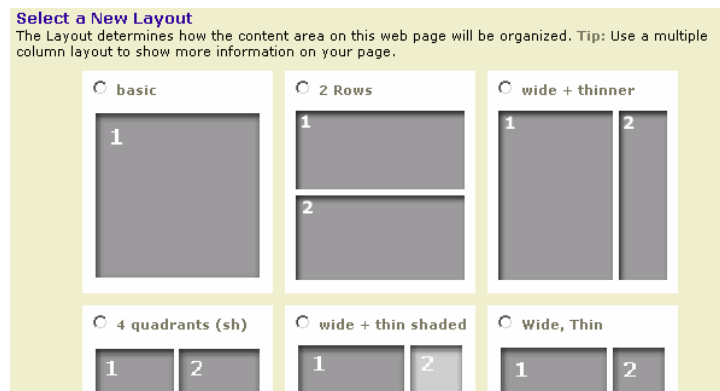 Select a New Layout
The Layout determines how the content area on this web page will be organized. Tip: Use a multiple
column layout to show more information on your page.
basic
2 Rows
wide + thinner
1
1
1
2
2
4 quadrants (sh)
wide + thin shaded
Wide, Thin
1
2
1
2
1
2